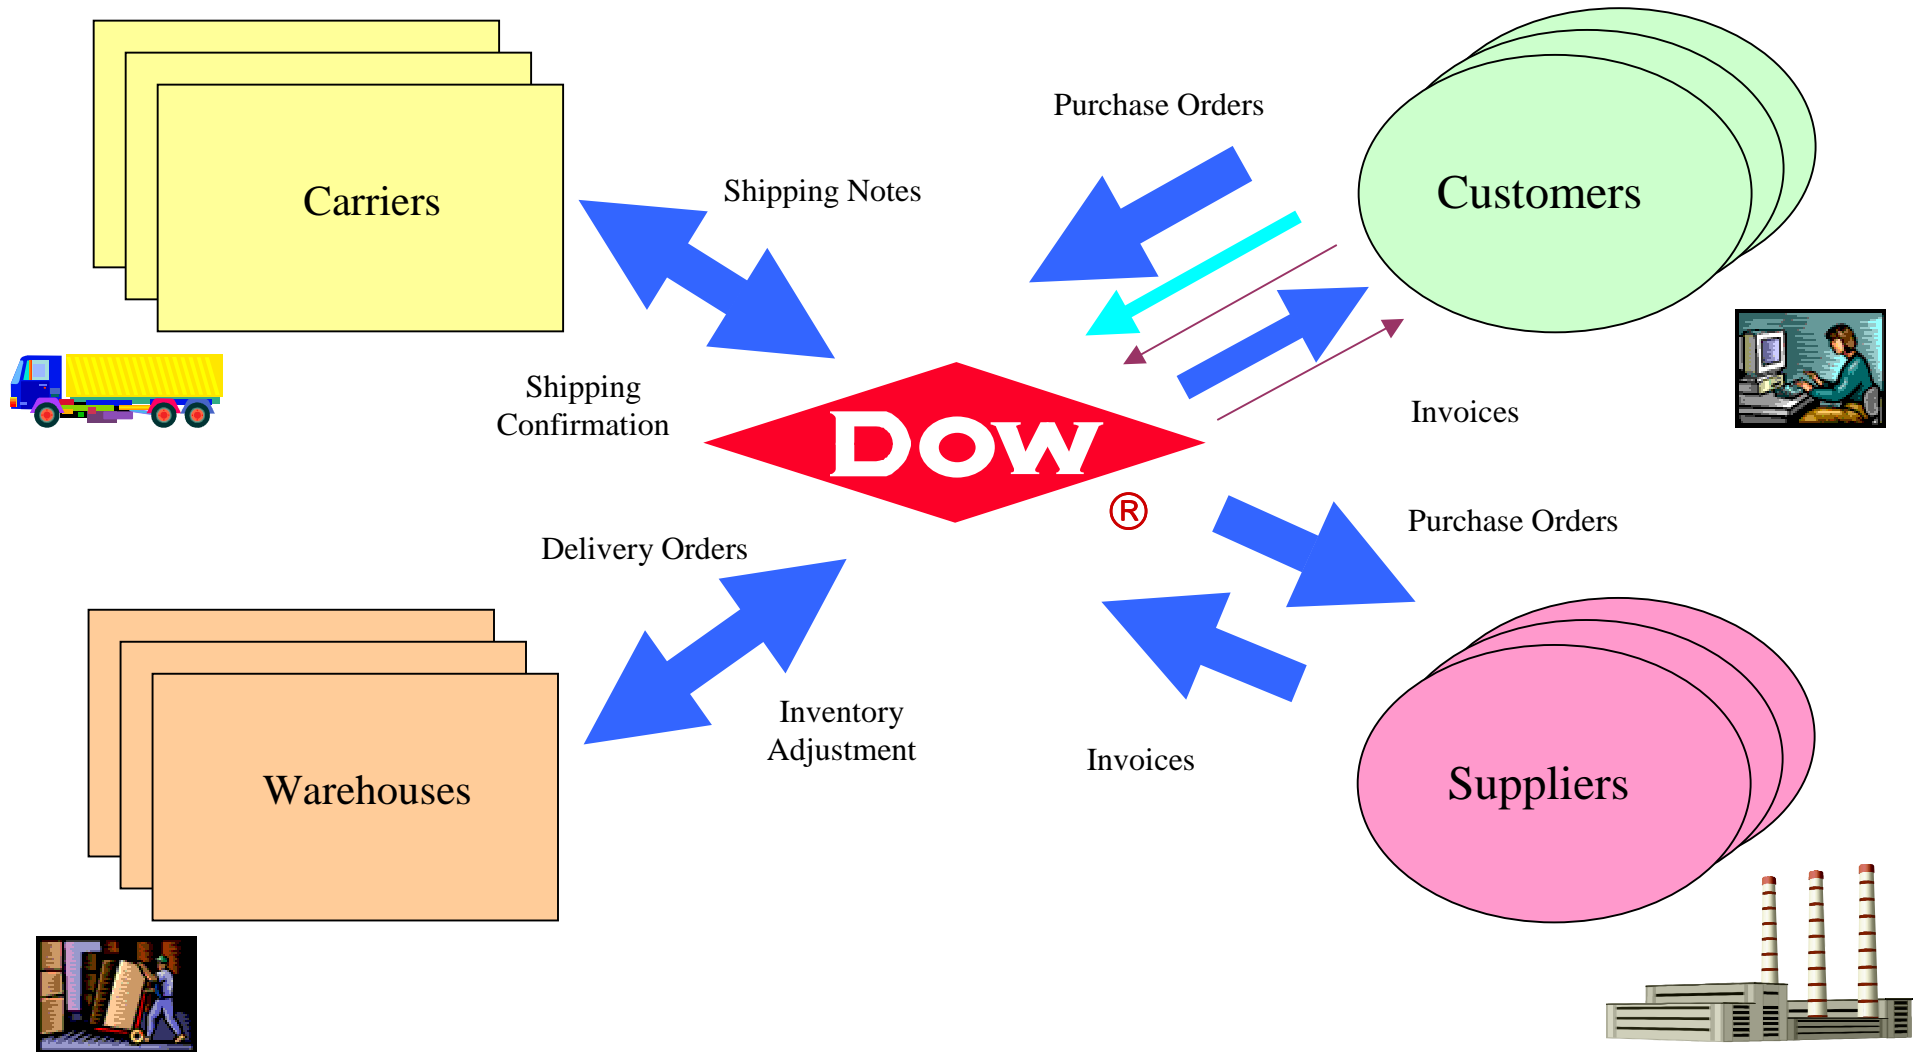 Purchase Orders
Carriers
Shipping Notes
Customers
Shipping
Confirmation
Invoices
DOW
®
Purchase Orders
Delivery Orders
Inventory
Adjustment
Invoices
Warehouses
Suppliers